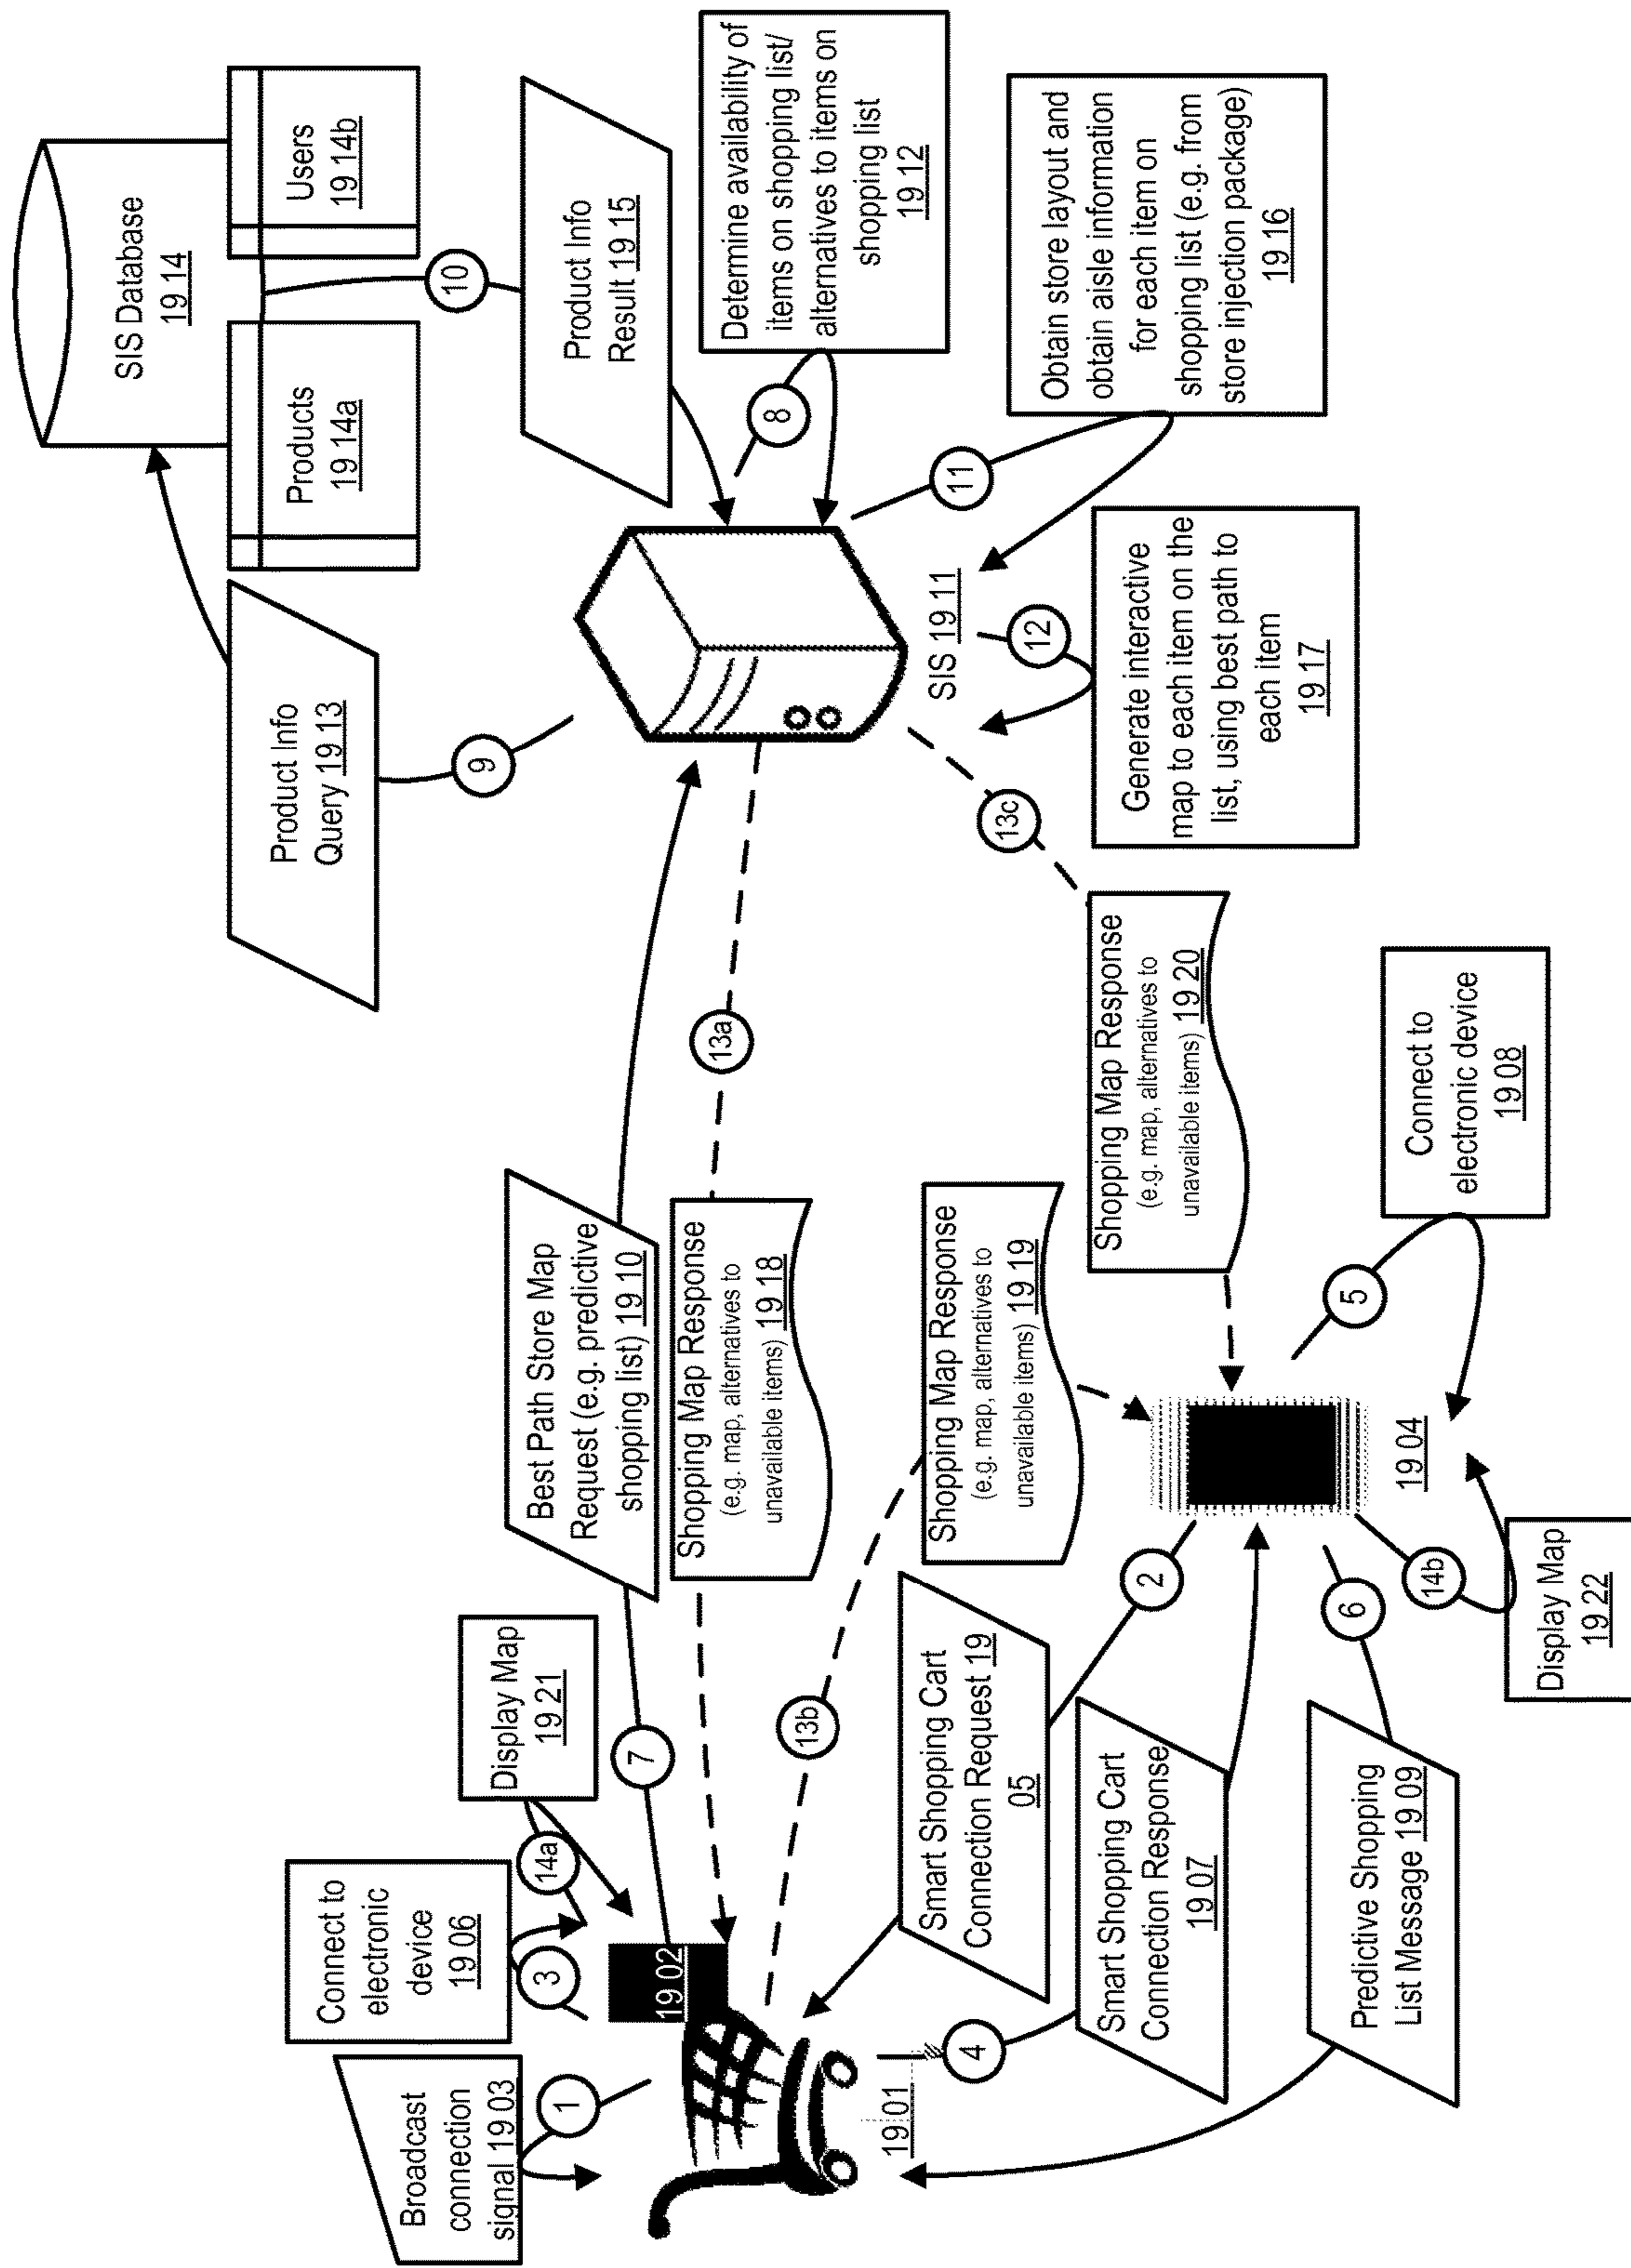 Broadcast
connection
signal 19 03
1
Connect to
electronic
device
19 06
3
Display Map
19 21
14a
19 02
19 01
7
Best Path Store Map
Request (e.g. predictive
shopping list) 19 10
Shopping Map Response
(e.g. map, alternatives to
unavailable items) 19 18
13a
13b
Shopping Map Response
(e.g. map, alternatives to
unavailable items) 19 19
Smart Shopping Cart
Connection Request 19
05
2
4
Smart Shopping Cart
Connection Response
19 07
Predictive Shopping
List Message 19 09
6
14b
Display Map
19 22
19 04
5
Connect to
electronic device
19 08
Shopping Map Response
(e.g. map, alternatives to
unavailable items) 19 20
13c
Product Info
Query 19 13
9
SIS Database
19 14
Products
19 14a
Users
19 14b
10
Product Info
Result 19 15
8
Determine availability of
items on shopping list/
alternatives to items on
shopping list
19 12
SIS 19 11
11
Obtain store layout and
obtain aisle information
for each item on
shopping list (e.g. from
store injection package)
19 16
12
Generate interactive
map to each item on the
list, using best path to
each item
19 17